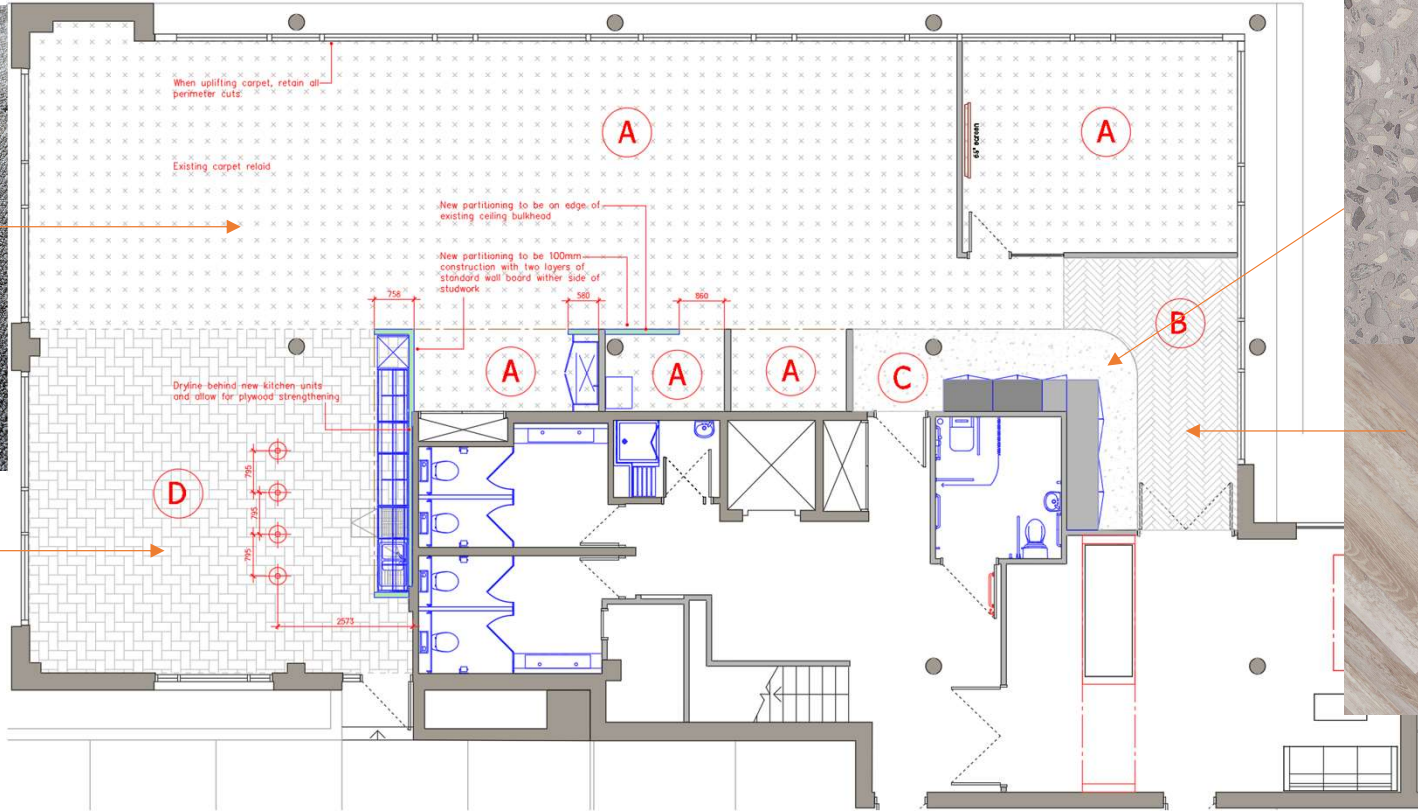 When uplifting carpet, retain all
perimeter cuts
A
A
65" screen
Existing carpet relaid
New partitioning to be on edge of
existing ceiling bulkhead
New partitioning to be 100mm
construction with two layers of
standard wall board wither side of
studwork
758
580
860
B
A
A
A
C
Dryline behind new kitchen units
and allow for plywood strengthening
D
795
795
795
2573